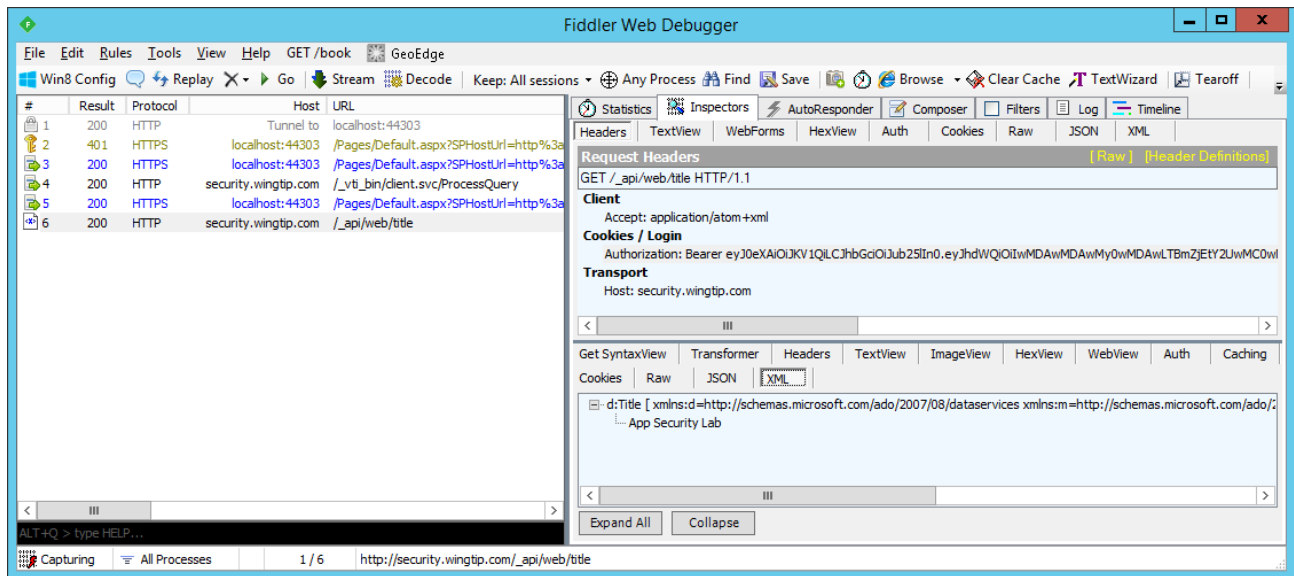 Fiddler Web Debugger
File Edit Rules Tools View Help GET /book GeoEdge
Win8 Config Replay Go Stream Decode Keep: All sessions Any Process Find Save Browse Clear Cache TextWizard Tearoff
# Result Protocol Host URL
1 200 HTTP Tunnel to localhost:44303
2 401 HTTPS localhost:44303 /Pages/Default.aspx?SPHostUrl=http%3a
3 200 HTTPS localhost:44303 /Pages/Default.aspx?SPHostUrl=http%3a
4 200 HTTP security.wingtip.com /_vti_bin/client.svc/ProcessQuery
5 200 HTTPS localhost:44303 /Pages/Default.aspx?SPHostUrl=http%3a
6 200 HTTP security.wingtip.com /_api/web/title
ALT+Q > type HELP...
Statistics Inspectors AutoResponder Composer Filters Log Timeline
Headers TextView WebForms HexView Auth Cookies Raw JSON XML
Request Headers [ Raw ] [Header Definitions]
GET /_api/web/title HTTP/1.1
Client
Accept: application/atom+xml
Cookies / Login
Authorization: Bearer eyJ0eXAiOiJKV1QiLCJhbGciOiJub25lIn0.eyJhdWQiOiIwMDAwMDAwMy0wMDAwLTBmZjEtY2UwMC0wI
Transport
Host: security.wingtip.com
Get SyntaxView Transformer Headers TextView ImageView HexView WebView Auth Caching
Cookies Raw JSON XML
d:Title [ xmlns:d=http://schemas.microsoft.com/ado/2007/08/dataservices xmlns:m=http://schemas.microsoft.com/ado/2
App Security Lab
Expand All Collapse
Capturing All Processes 1 / 6 http://security.wingtip.com/_api/web/title